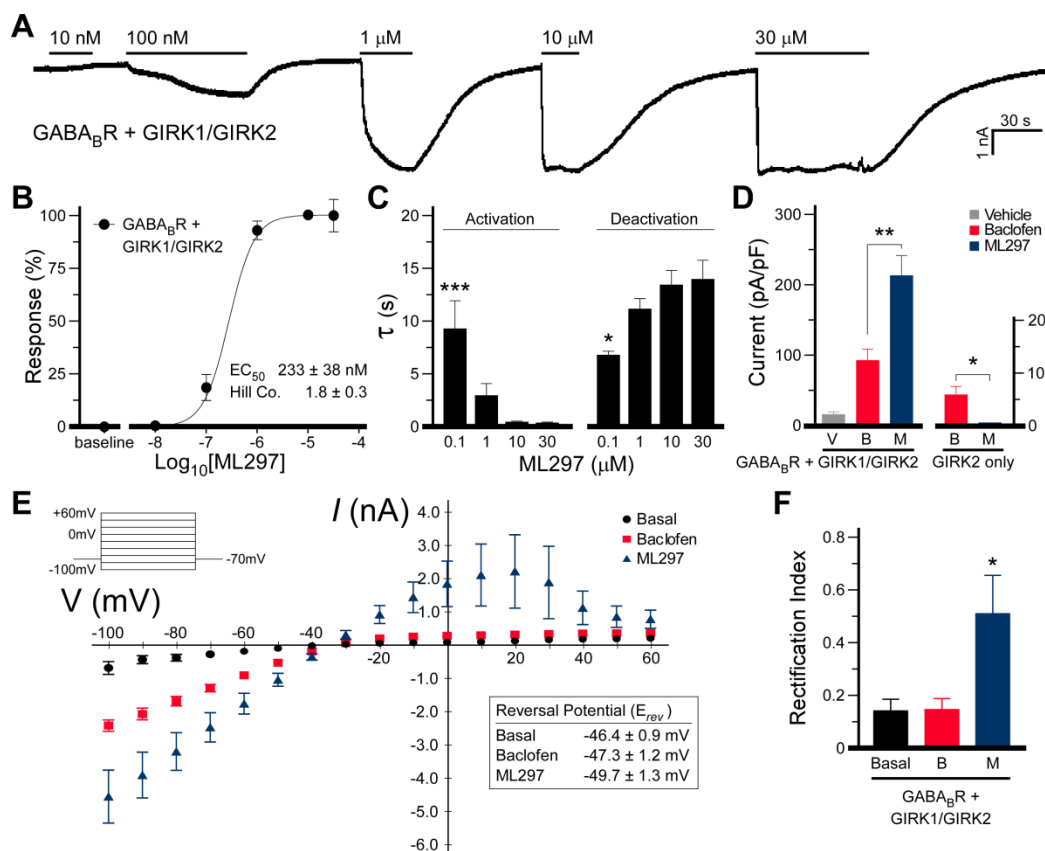 A
10 nM 100 nM 1 μM 10 μM 30 μM
GABA_BR + GIRK1/GIRK2
30 s
1 nA
B
GABA_BR +
GIRK1/GIRK2
Response (%)
100
75
50
25
0
EC50 233 ± 38 nM
Hill Co. 1.8 ± 0.3
baseline -8 -7 -6 -5 -4
Log10[ML297]
C
Activation Deactivation
τ (s)
20
15
10
5
0
***
*
0.1 1 10 30 0.1 1 10 30
ML297 (μM)
D
Vehicle
Baclofen
ML297
Current (pA/pF)
300
200
100
0
**
*
20
10
0
V B M B M
GABA_BR + GIRK1/GIRK2 GIRK2 only
E
+60mV
0mV
-100mV
-70mV
I (nA)
Basal
Baclofen
ML297
V (mV)
4.0
3.0
2.0
1.0
-100 -80 -60 -40 -20 20 40 60
-1.0
-2.0
-3.0
-4.0
-5.0
-6.0
Reversal Potential (Erev)
Basal -46.4 ± 0.9 mV
Baclofen -47.3 ± 1.2 mV
ML297 -49.7 ± 1.3 mV
F
Rectification Index
0.8
0.6
0.4
0.2
0
*
Basal B M
GABA_BR +
GIRK1/GIRK2